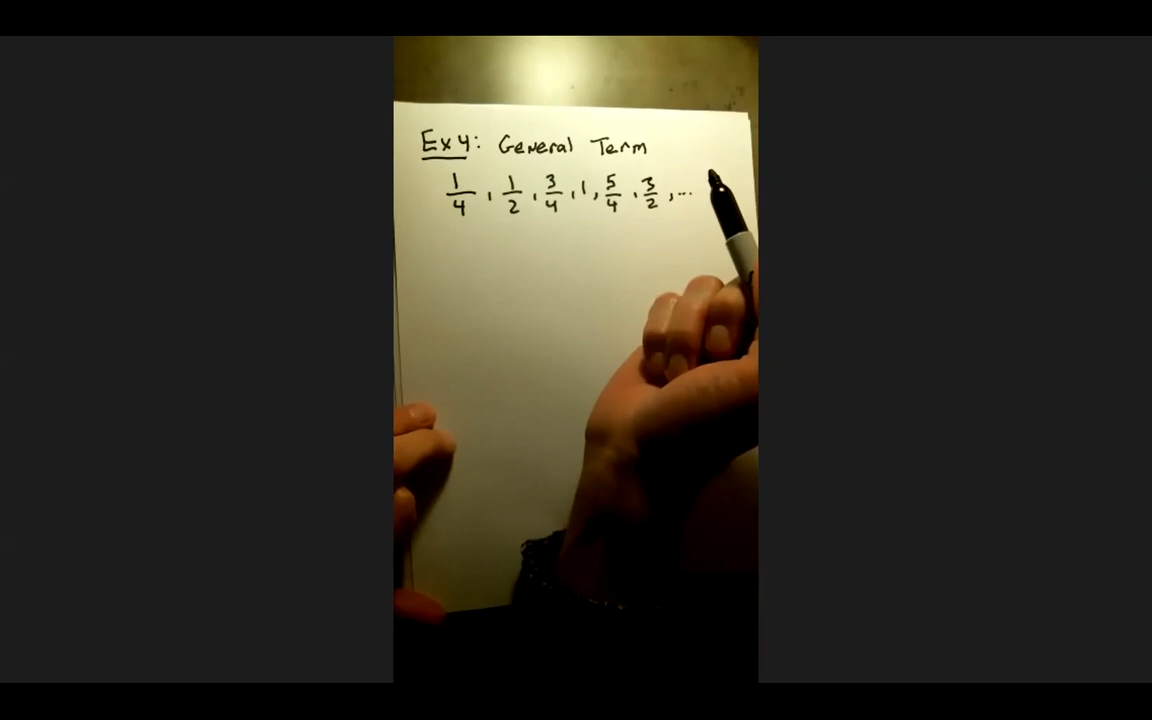 Ex 4: General Term
1/4, 1/2, 3/4, 1, 5/4, 3/2, ...